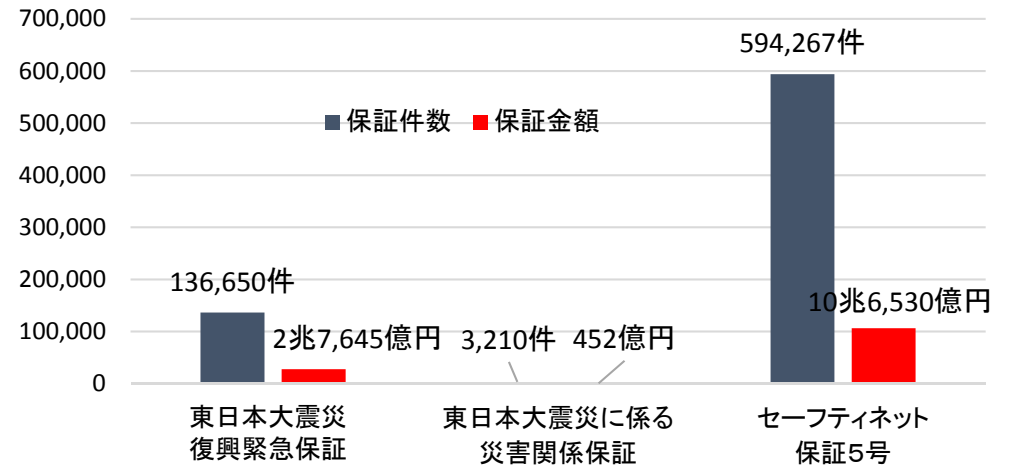 700,000
600,000
500,000
400,000
300,000
200,000
100,000
0
594,267件
■保証件数 ■保証金額
136,650件
2兆7,645億円
3,210件
452億円
10兆6,530億円
東日本大震災
復興緊急保証
東日本大震災に係る
災害関係保証
セーフティネット
保証５号